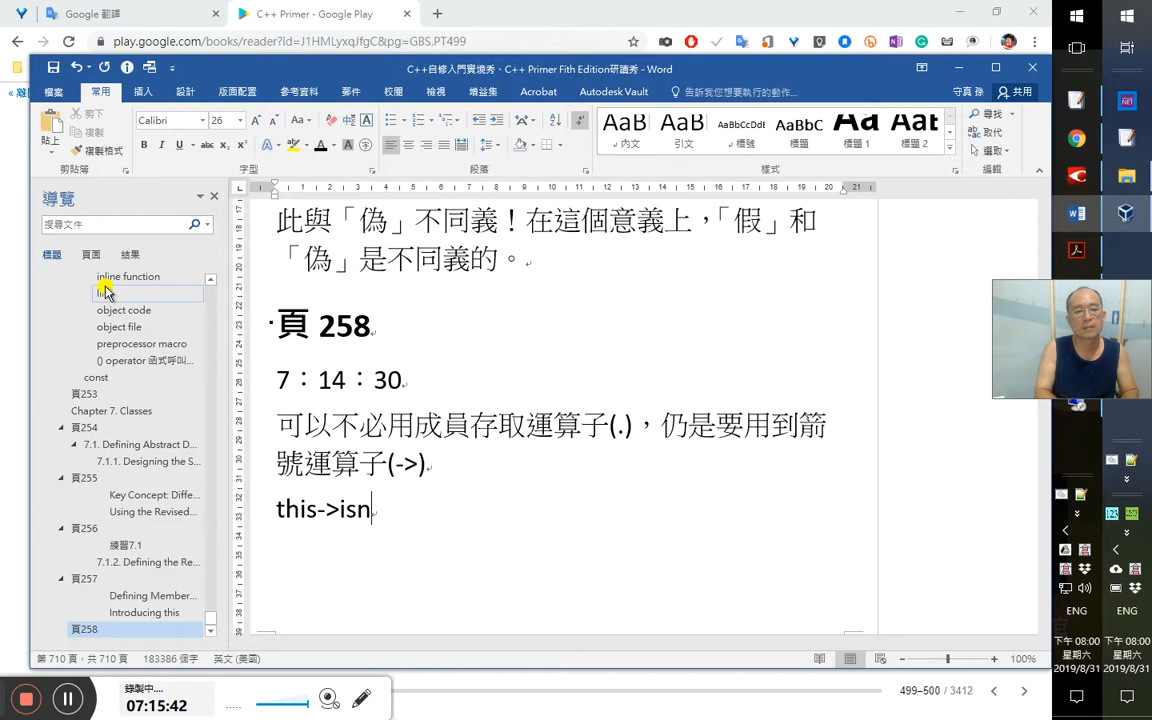 Google 翻譯
C++ Primer - Google Play
play.google.com/books/reader?id=J1HMLyxqJfgC&pg=GBS.PT499
C++自修入門實境秀、C++ Primer Fith Edition研讀秀 - Word
檔案 常用 插入 設計 版面配置 參考資料 郵件 校閱 檢視 增益集 Acrobat Autodesk Vault 告訴我您想要執行的動作... 守真 孫 共用
貼上
剪下
複製
複製格式
剪貼簿
Calibri 26
字型
段落
AaB 內文
AaB 引文
AaBbCcDdE 標號
AaBbC 標題
Aa 標題 1
Aat 標題 2
樣式
尋找
取代
選取
編輯
導覽
搜尋文件
標題 頁面 結果
inline function
object code
object file
preprocessor macro
() operator 函式呼叫...
const
頁253
Chapter 7. Classes
頁254
7.1. Defining Abstract D...
7.1.1. Designing the S...
頁255
Key Concept: Diffe...
Using the Revised...
頁256
練習7.1
7.1.2. Defining the Re...
頁257
Defining Member...
Introducing this
頁258
此與「偽」不同義！在這個意義上，「假」和
「偽」是不同義的。
頁 258
7：14：30
可以不必用成員存取運算子(.)，仍是要用到箭
號運算子(->)
this->isn
第 710 頁，共 710 頁 183386 個字 英文 (美國)
100%
錄製中....
07:15:42
499–500 / 3412
ENG
下午 08:00
星期六
2019/8/31
ENG
下午 08:00
星期六
2019/8/31